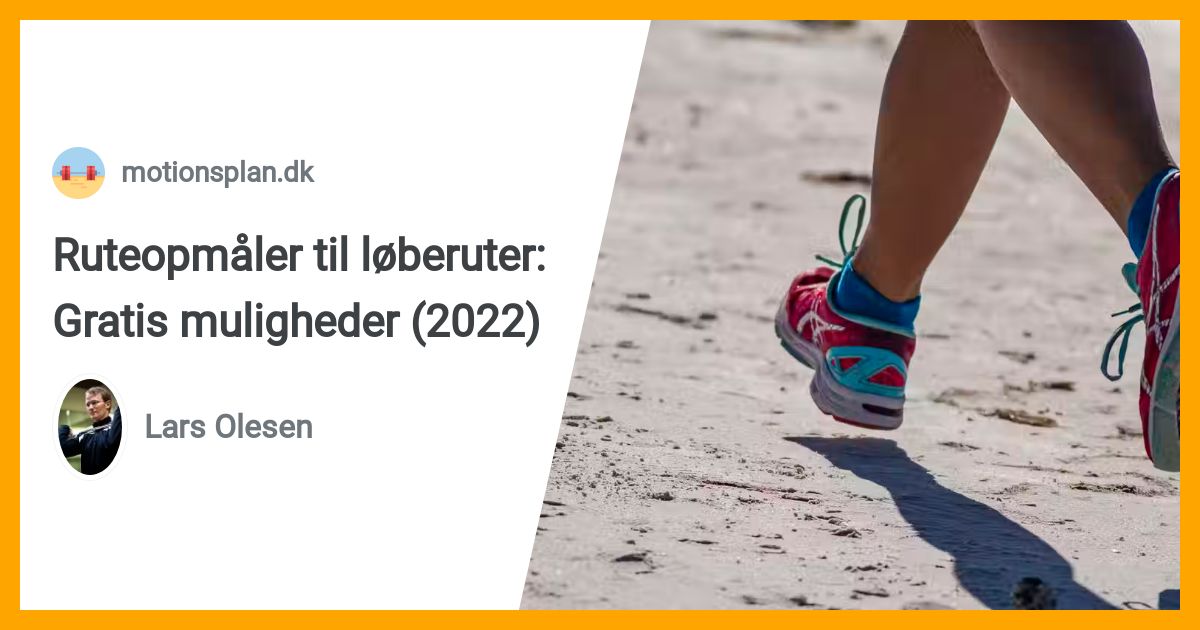 motionsplan.dk
Ruteopmåler til løberuter:
Gratis muligheder (2022)
Lars Olesen